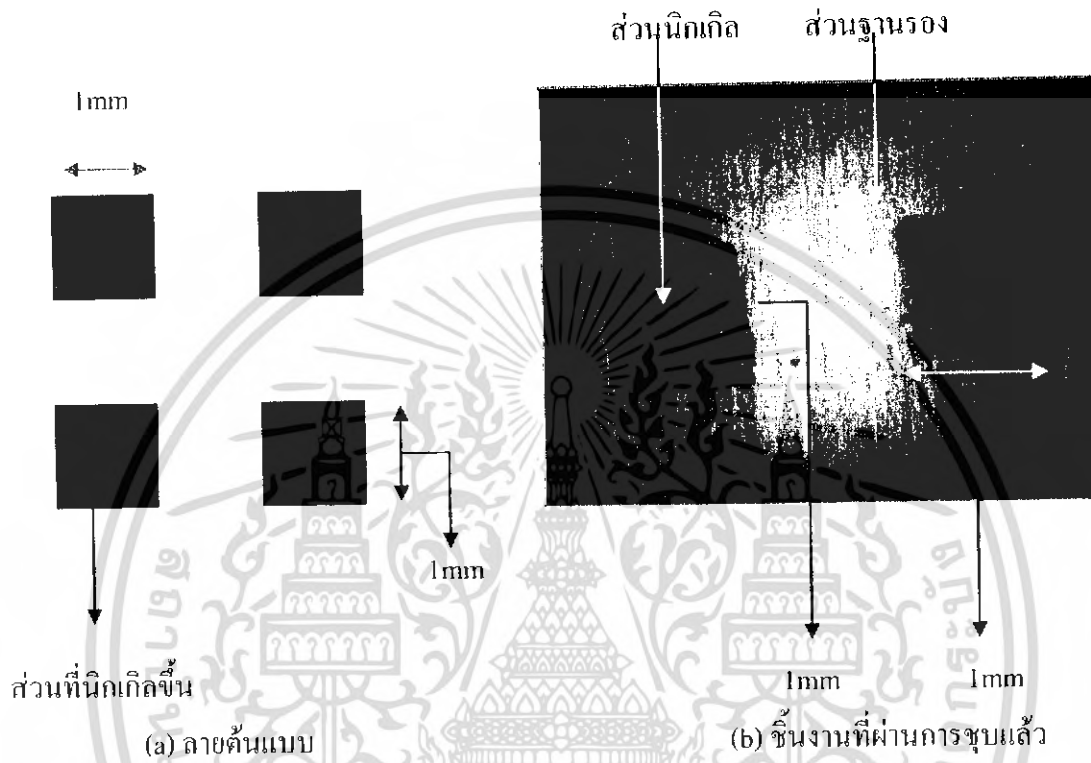 ส่วนนิกเกิล ส่วนฐานรอง
1mm
1mm
ส่วนที่นิกเกิลขึ้น
1mm 1mm
(a) ลายต้นแบบ
(b) ชิ้นงานที่ผ่านการชุบแล้ว